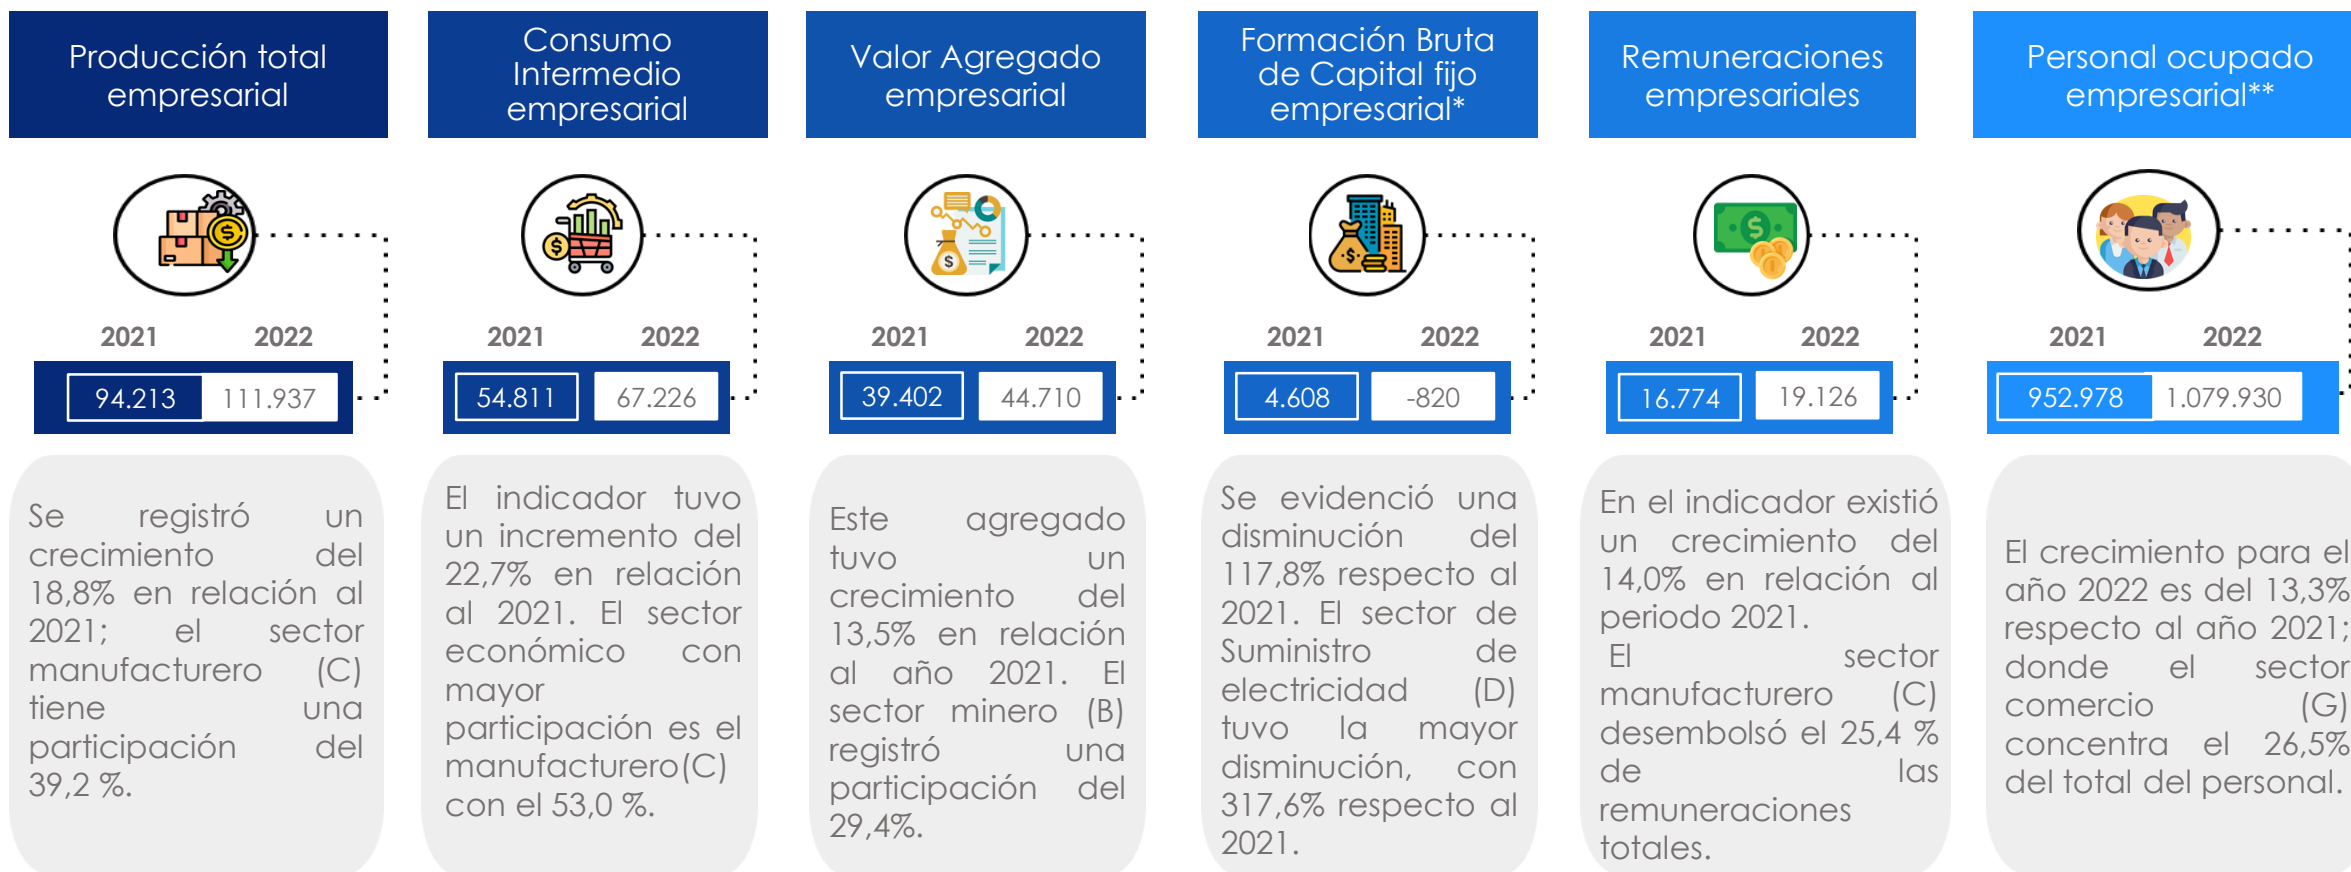 Producción total
empresarial
Consumo
Intermedio
empresarial
Valor Agregado
empresarial
Formación Bruta
de Capital fijo
empresarial*
Remuneraciones
empresariales
Personal ocupado
empresarial**
2021 2022
94.213 111.937
2021 2022
54.811 67.226
2021 2022
39.402 44.710
2021 2022
4.608 -820
2021 2022
16.774 19.126
2021 2022
952.978 1.079.930
Se registró un
crecimiento del
18,8% en relación al
2021; el sector
manufacturero (C)
tiene una
participación del
39,2 %.
El indicador tuvo
un incremento del
22,7% en relación
al 2021. El sector
económico con
mayor
participación es el
manufacturero(C)
con el 53,0 %.
Este agregado
tuvo un
crecimiento del
13,5% en relación
al año 2021. El
sector minero (B)
registró una
participación del
29,4%.
Se evidenció una
disminución del
117,8% respecto al
2021. El sector de
Suministro de
electricidad (D)
tuvo la mayor
disminución, con
317,6% respecto al
2021.
En el indicador existió
un crecimiento del
14,0% en relación al
periodo 2021.
El sector
manufacturero (C)
desembolsó el 25,4 %
de las
remuneraciones
totales.
El crecimiento para el
año 2022 es del 13,3%
respecto al año 2021;
donde el sector
comercio (G)
concentra el 26,5%
del total del personal.